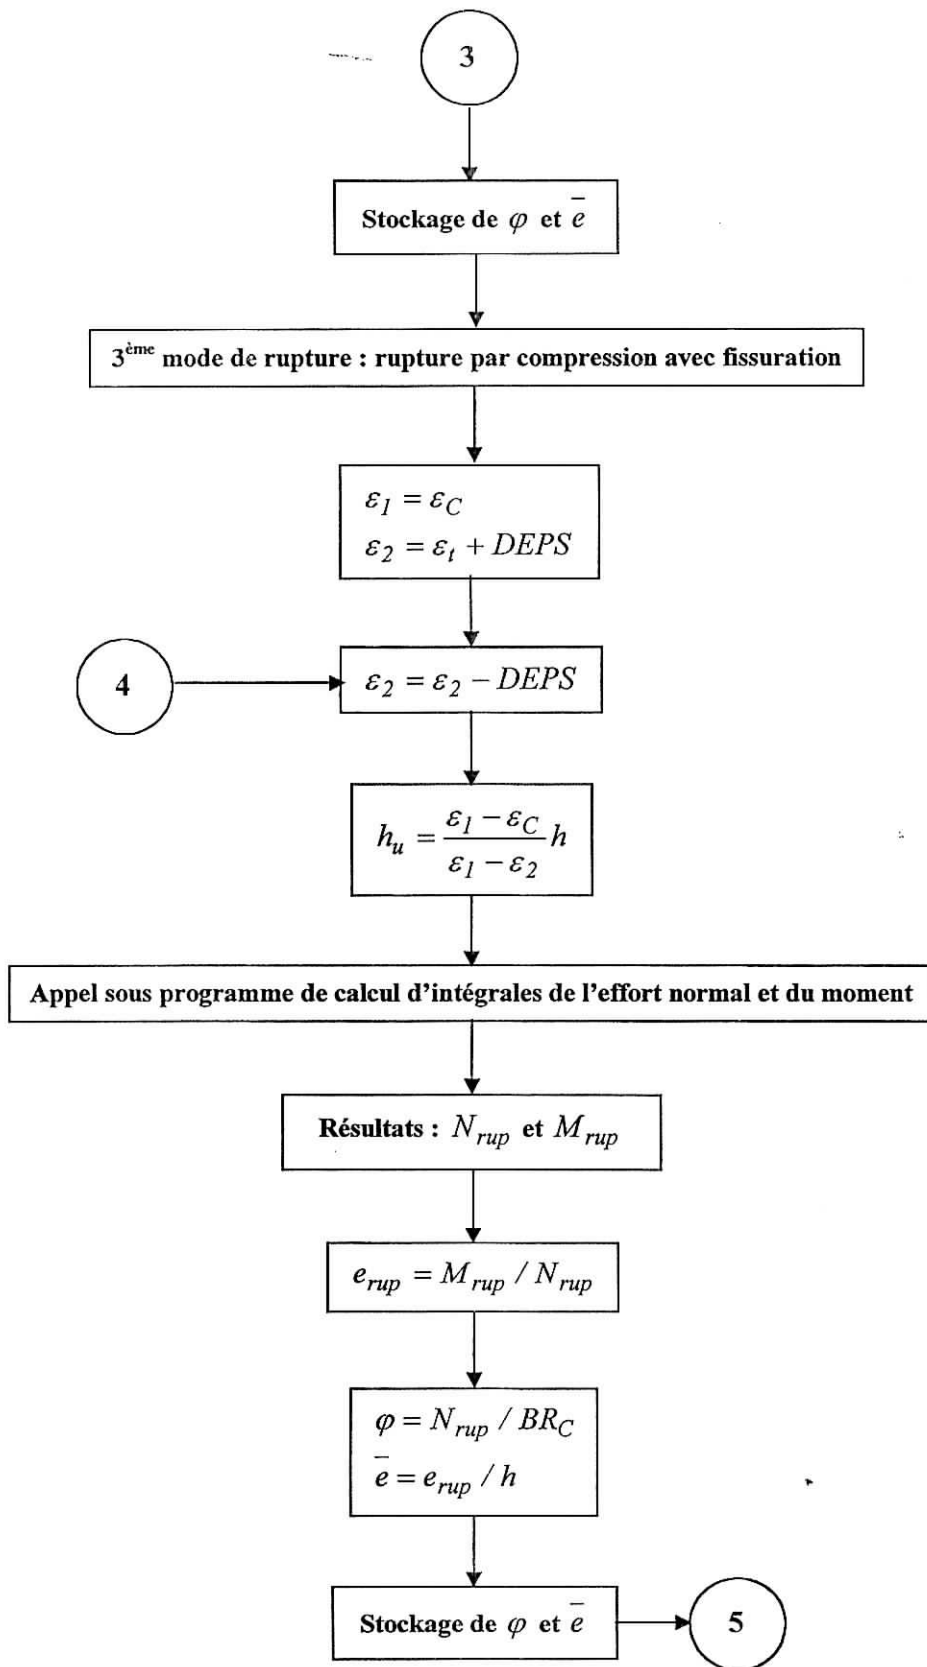 3
Stockage de φ et e̅
3ème mode de rupture : rupture par compression avec fissuration
ε1 = εC
ε2 = εt + DEPS
4
ε2 = ε2 − DEPS
hu = (ε1 − εC) / (ε1 − ε2) h
Appel sous programme de calcul d'intégrales de l'effort normal et du moment
Résultats : Nrup et Mrup
erup = Mrup / Nrup
φ = Nrup / BRC
e̅ = erup / h
Stockage de φ et e̅
5